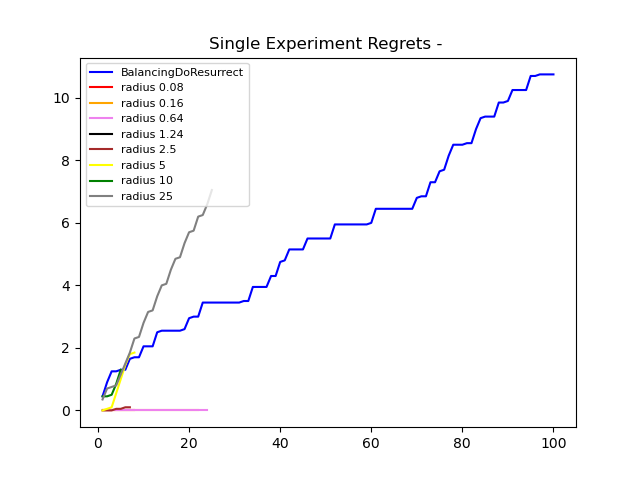 Single Experiment Regrets -
BalancingDoResurrect
radius 0.08
radius 0.16
radius 0.64
radius 1.24
radius 2.5
radius 5
radius 10
radius 25
10
8
6
4
2
0
0 20 40 60 80 100